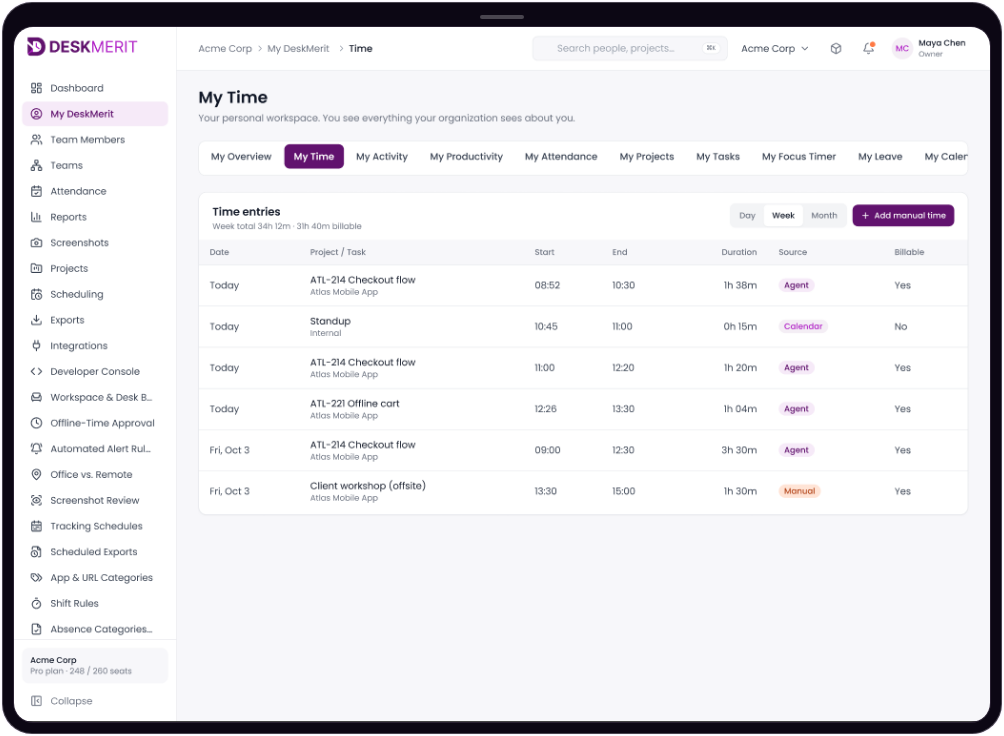 DESKMERIT
Acme Corp > My DeskMerit > Time
Search people, projects... ⌘K
Acme Corp
MC
Maya Chen
Owner
Dashboard
My DeskMerit
Team Members
Teams
Attendance
Reports
Screenshots
Projects
Scheduling
Exports
Integrations
Developer Console
Workspace & Desk B...
Offline-Time Approval
Automated Alert Rul...
Office vs. Remote
Screenshot Review
Tracking Schedules
Scheduled Exports
App & URL Categories
Shift Rules
Absence Categories...
Acme Corp
Pro plan · 248 / 260 seats
Collapse
My Time
Your personal workspace. You see everything your organization sees about you.
My Overview My Time My Activity My Productivity My Attendance My Projects My Tasks My Focus Timer My Leave My Caler
Time entries
Week total 34h 12m · 31h 40m billable
Day Week Month + Add manual time
Date Project / Task Start End Duration Source Billable
Today ATL-214 Checkout flow 08:52 10:30 1h 38m Agent Yes
Atlas Mobile App
Today Standup 10:45 11:00 0h 15m Calendar No
Internal
Today ATL-214 Checkout flow 11:00 12:20 1h 20m Agent Yes
Atlas Mobile App
Today ATL-221 Offline cart 12:26 13:30 1h 04m Agent Yes
Atlas Mobile App
Fri, Oct 3 ATL-214 Checkout flow 09:00 12:30 3h 30m Agent Yes
Atlas Mobile App
Fri, Oct 3 Client workshop (offsite) 13:30 15:00 1h 30m Manual Yes
Atlas Mobile App